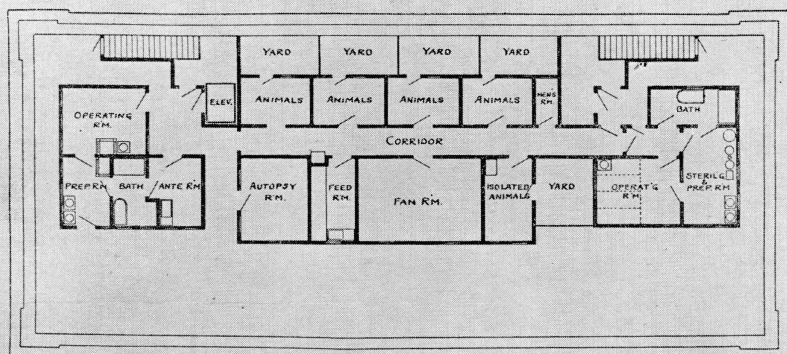 YARD YARD YARD YARD
ELEV. ANIMALS ANIMALS ANIMALS ANIMALS MENS
RM.
BATH
OPERATING
RM.
CORRIDOR
PREP RM. BATH ANTE RM.
AUTOPSY
RM.
FEED
RM.
FAN RM.
ISOLATED
ANIMALS
YARD
OPERAT'G
RM.
STERIL'G
&
PREP. RM.